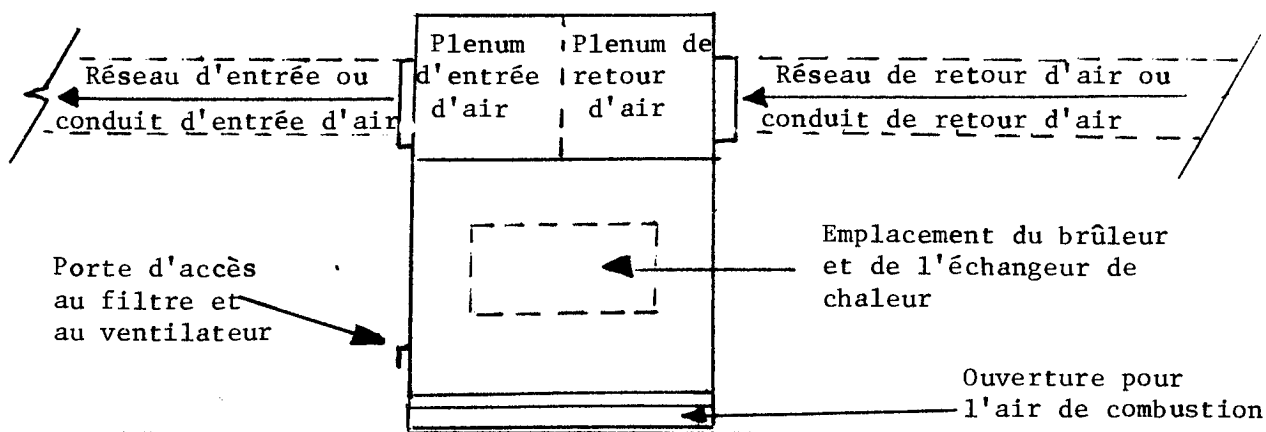 Plenum
d'entrée
d'air
Plenum de
retour
d'air
Réseau d'entrée ou
conduit d'entrée d'air
Réseau de retour d'air ou
conduit de retour d'air
Porte d'accès
au filtre et
au ventilateur
Emplacement du brûleur
et de l'échangeur de
chaleur
Ouverture pour
l'air de combustion